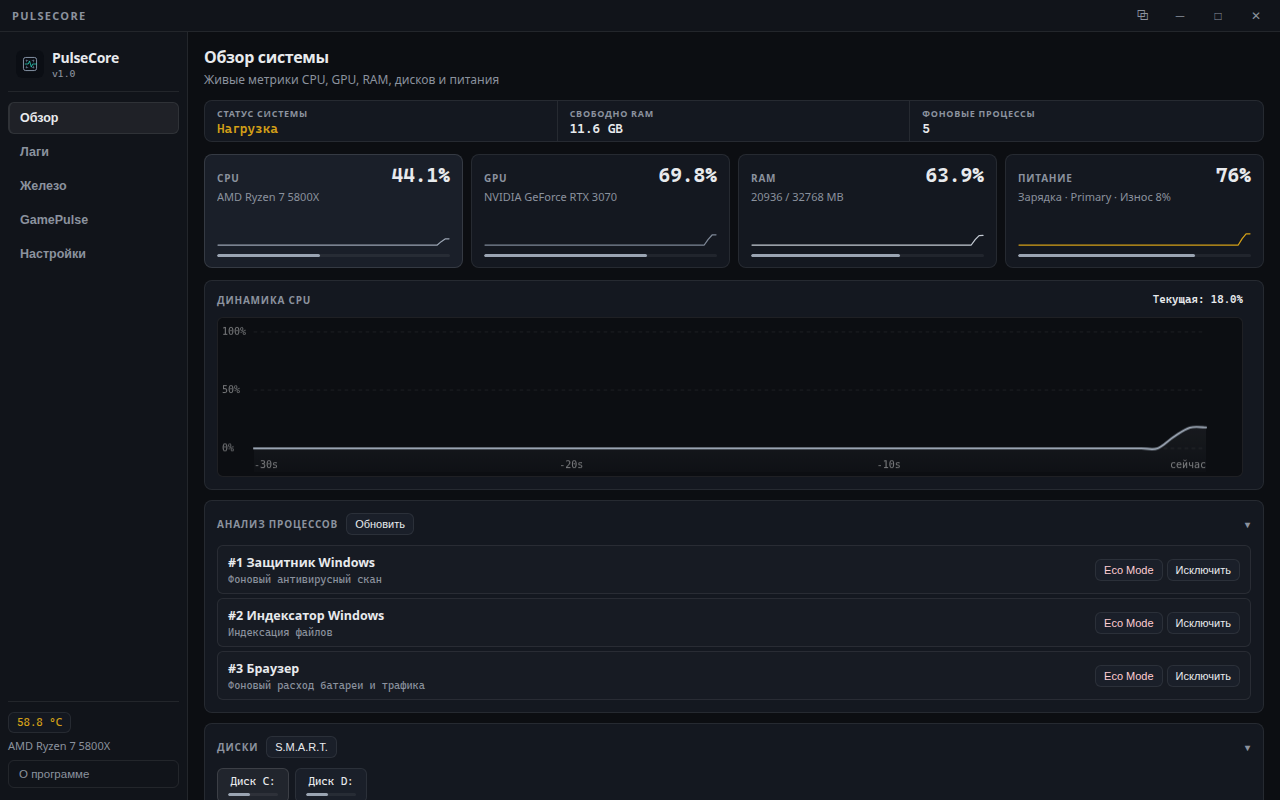 PULSECORE
PulseCore
v1.0
Обзор
Лаги
Железо
GamePulse
Настройки
58.8 °C
AMD Ryzen 7 5800X
О программе
Обзор системы
Живые метрики CPU, GPU, RAM, дисков и питания
СТАТУС СИСТЕМЫ
Нагрузка
СВОБОДНО RAM
11.6 GB
ФОНОВЫЕ ПРОЦЕССЫ
5
CPU 44.1%
AMD Ryzen 7 5800X
GPU 69.8%
NVIDIA GeForce RTX 3070
RAM 63.9%
20936 / 32768 MB
ПИТАНИЕ 76%
Зарядка · Primary · Износ 8%
ДИНАМИКА CPU Текущая: 18.0%
100%
50%
0%
-30s -20s -10s сейчас
АНАЛИЗ ПРОЦЕССОВ Обновить
#1 Защитник Windows
Фоновый антивирусный скан
Eco Mode Исключить
#2 Индексатор Windows
Индексация файлов
Eco Mode Исключить
#3 Браузер
Фоновый расход батареи и трафика
Eco Mode Исключить
ДИСКИ S.M.A.R.T.
Диск C: Диск D: